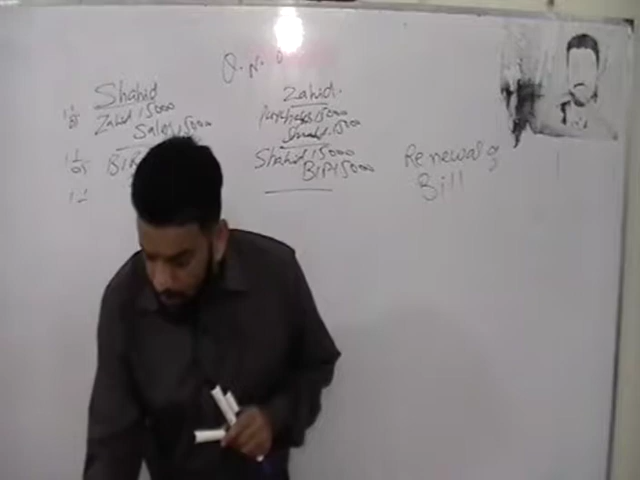 Q. No
Shahid
Zahid 15000
Sales 15000
B/R
Zahid.
Purchases 15000
Shahid 15000
Shahid 15000
B/P 15000
Renewal of
Bill